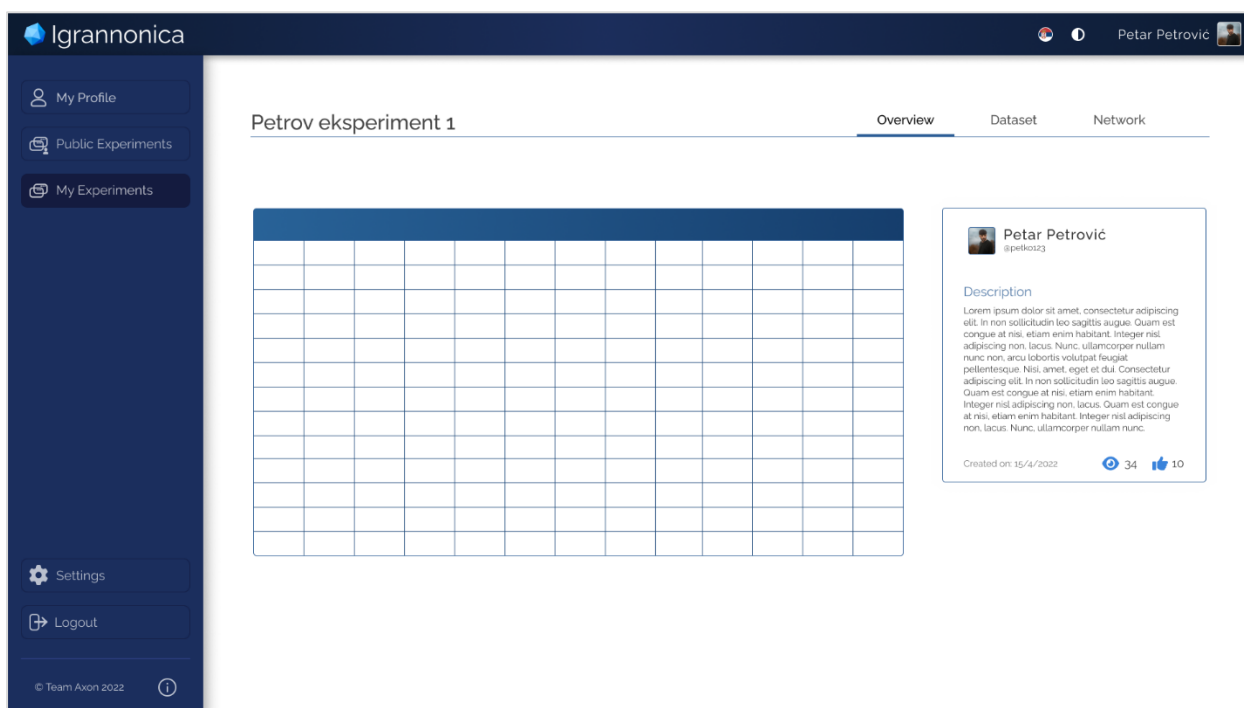 Igrannonica
Petar Petrović
My Profile
Public Experiments
My Experiments
Petrov eksperiment 1
Overview
Dataset
Network
Petar Petrović
@petko123
Description
Lorem ipsum dolor sit amet, consectetur adipiscing
elit. In non sollicitudin leo sagittis augue. Quam est
congue at nisi, etiam enim habitant. Integer nisl
adipiscing non, lacus. Nunc, ullamcorper nullam
nunc non, arcu lobortis volutpat feugiat
pellentesque. Nisl, amet, eget et dui. Consectetur
adipiscing elit. In non sollicitudin leo sagittis augue.
Quam est congue at nisi, etiam enim habitant.
Integer nisl adipiscing non, lacus. Quam est congue
at nisi, etiam enim habitant. Integer nisl adipiscing
non, lacus. Nunc, ullamcorper nullam nunc.
Created on: 15/4/2022
34
10
Settings
Logout
© Team Axon 2022